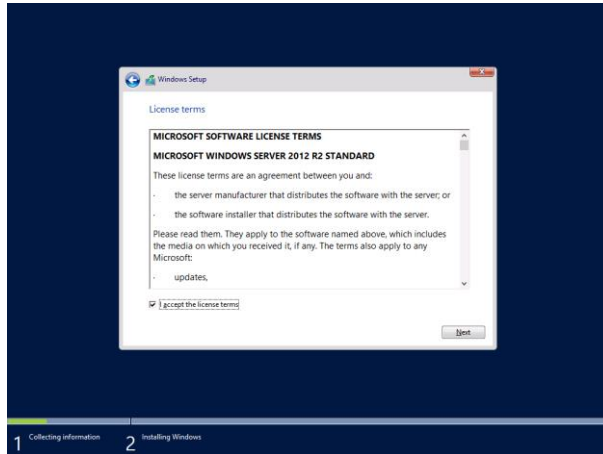 Windows Setup
License terms
MICROSOFT SOFTWARE LICENSE TERMS
MICROSOFT WINDOWS SERVER 2012 R2 STANDARD
These license terms are an agreement between you and:
· the server manufacturer that distributes the software with the server; or
· the software installer that distributes the software with the server.
Please read them. They apply to the software named above, which includes
the media on which you received it, if any. The terms also apply to any
Microsoft:
· updates,
I accept the license terms
Next
1 Collecting information 2 Installing Windows